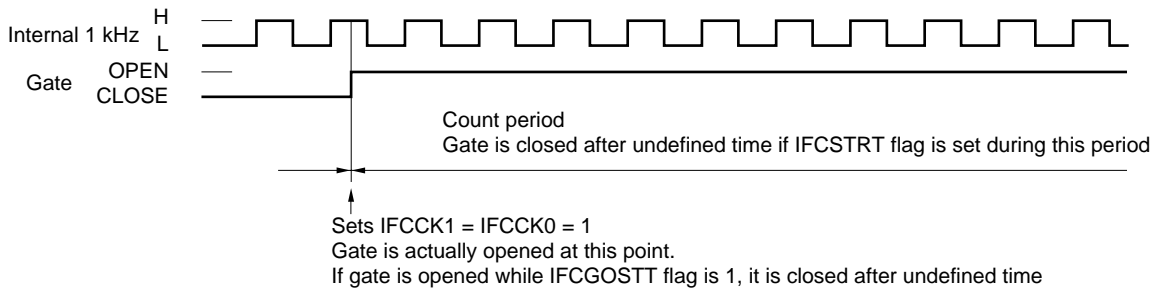 H
Internal 1 kHz
L
OPEN
Gate
CLOSE
Count period
Gate is closed after undefined time if IFCSTRT flag is set during this period
Sets IFCCK1 = IFCCK0 = 1
Gate is actually opened at this point.
If gate is opened while IFCGOSTT flag is 1, it is closed after undefined time